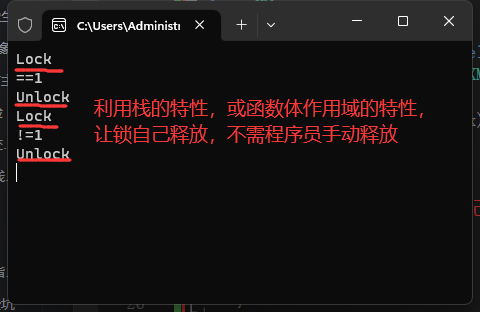 C:\Users\Administr
Lock
==1
Unlock
Lock
!=1
Unlock
利用栈的特性，或函数体作用域的特性，
让锁自己释放，不需程序员手动释放